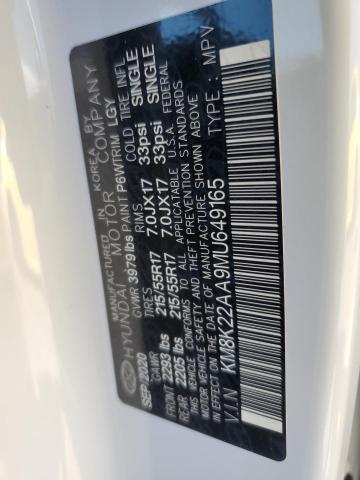 MANUFACTURED IN KOREA BY
HYUNDAI MOTOR COMPANY
SEP/2020 GVWR 3979 lbs PAINT P6W TRIM LGY
GAWR TIRES RIMS COLD TIRE INFL.
FRT 2293 lbs 215/55R17 7.0JX17 33psi SINGLE
REAR 2205 lbs 215/55R17 7.0JX17 33psi SINGLE
THIS VEHICLE CONFORMS TO ALL APPLICABLE U.S.A. FEDERAL
MOTOR VEHICLE SAFETY AND THEFT PREVENTION STANDARDS
IN EFFECT ON THE DATE OF MANUFACTURE SHOWN ABOVE
V.I.N KM8K22AA9MU649165 TYPE : MPV